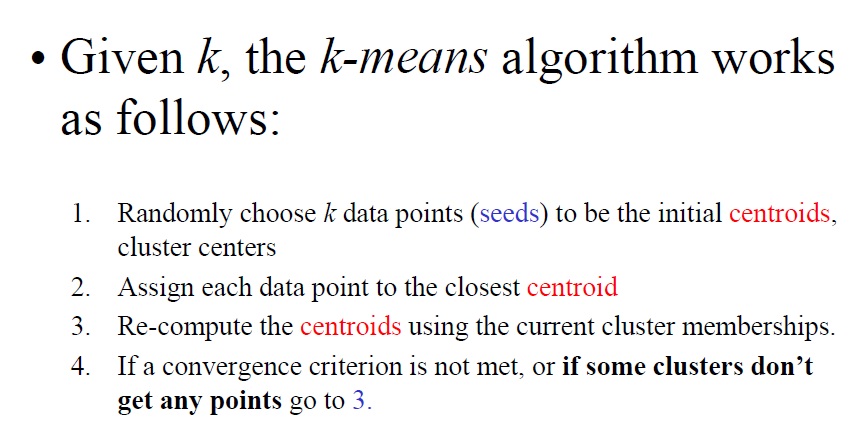 • Given k, the k-means algorithm works
as follows:
1. Randomly choose k data points (seeds) to be the initial centroids,
cluster centers
2. Assign each data point to the closest centroid
3. Re-compute the centroids using the current cluster memberships.
4. If a convergence criterion is not met, or if some clusters don’t
get any points go to 3.